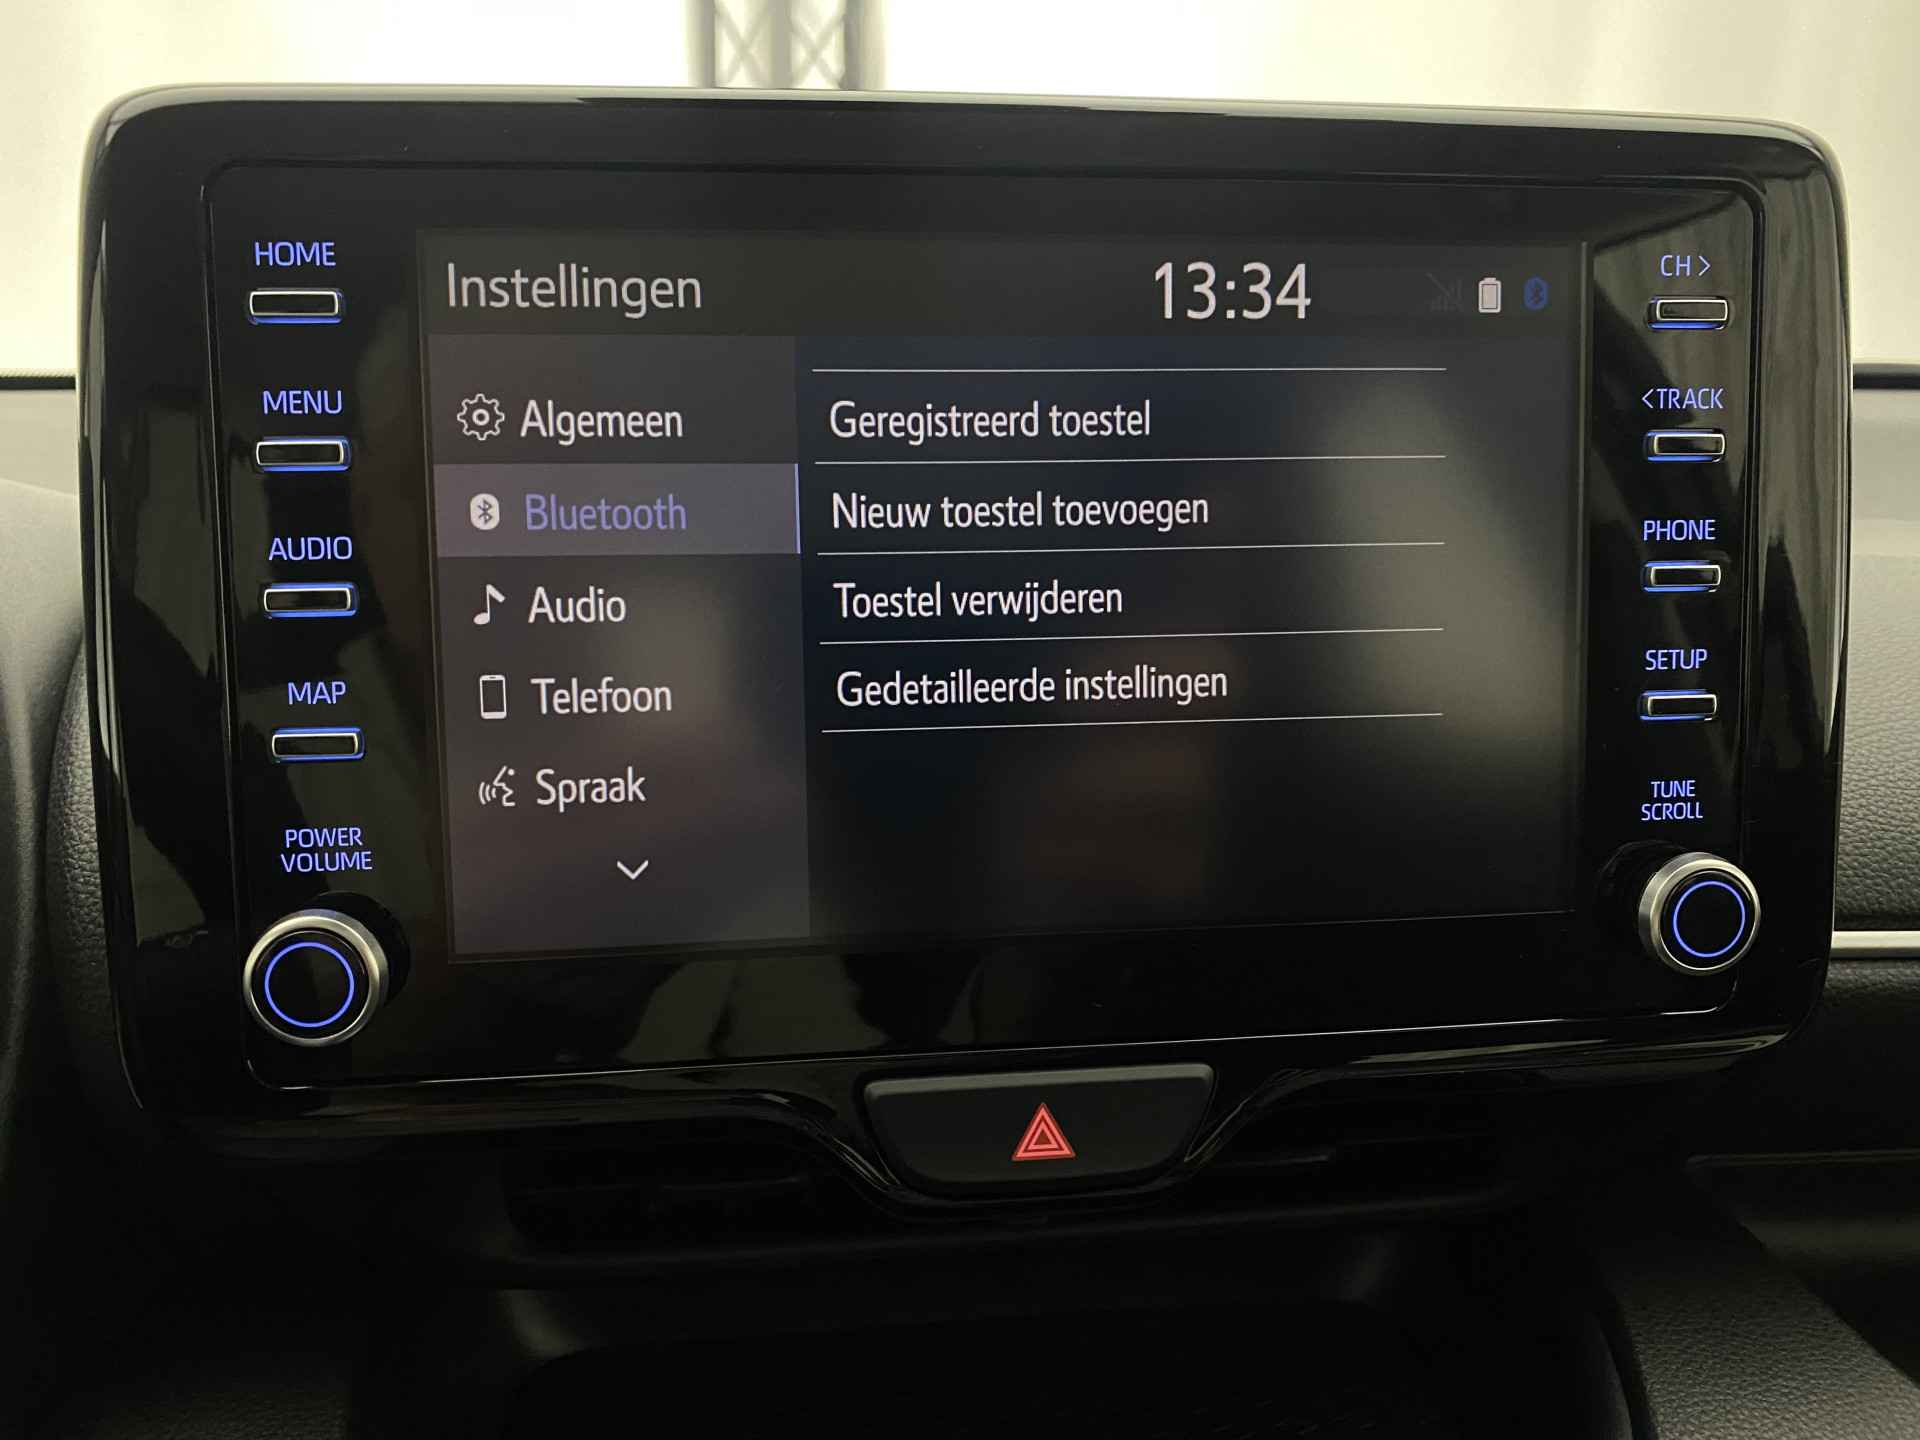 HOME
MENU
AUDIO
MAP
POWER
VOLUME
Instellingen
13:34
Algemeen
Bluetooth
Audio
Telefoon
Spraak
Geregistreerd toestel
Nieuw toestel toevoegen
Toestel verwijderen
Gedetailleerde instellingen
CH >
<TRACK
PHONE
SETUP
TUNE
SCROLL